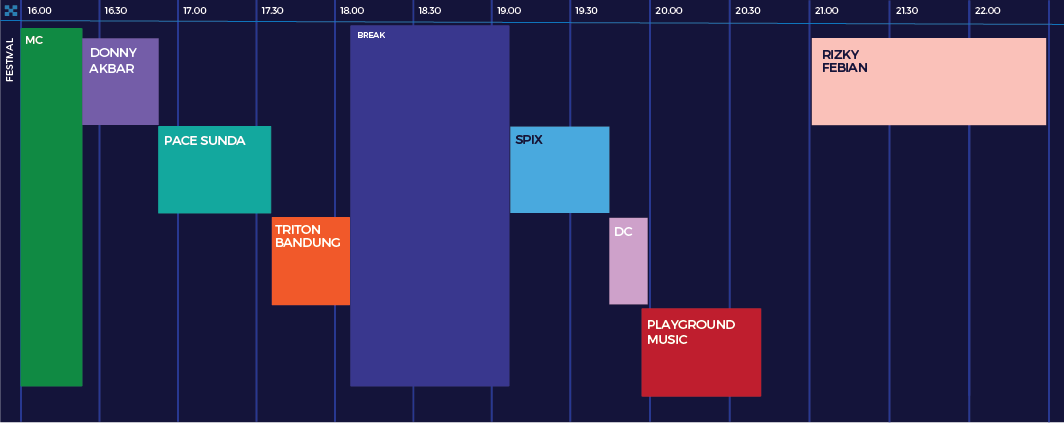 16.00 16.30 17.00 17.30 18.00 18.30 19.00 19.30 20.00 20.30 21.00 21.30 22.00
FESTIVAL
MC
DONNY
AKBAR
PACE SUNDA
TRITON
BANDUNG
BREAK
SPIX
DC
PLAYGROUND
MUSIC
RIZKY
FEBIAN